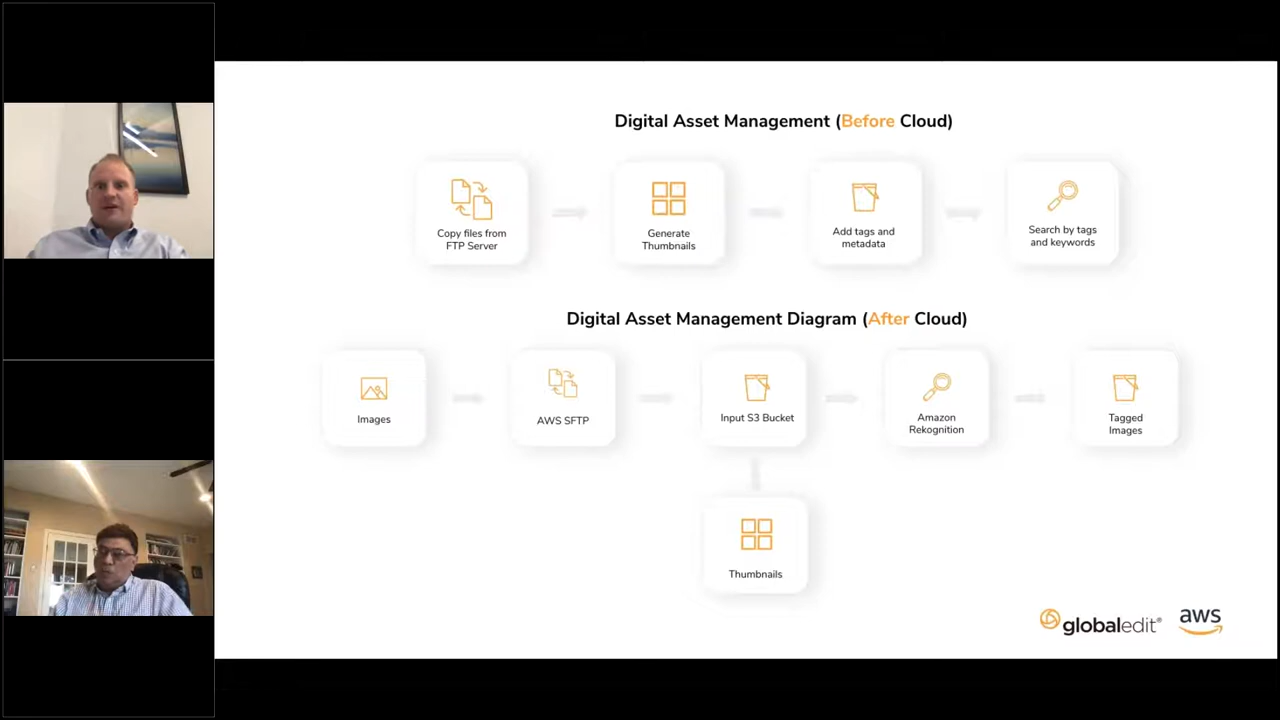 Digital Asset Management (Before Cloud)
Copy files from
FTP Server
Generate
Thumbnails
Add tags and
metadata
Search by tags
and keywords
Digital Asset Management Diagram (After Cloud)
Images
AWS SFTP
Input S3 Bucket
Amazon
Rekognition
Tagged
Images
Thumbnails
globaledit®
aws